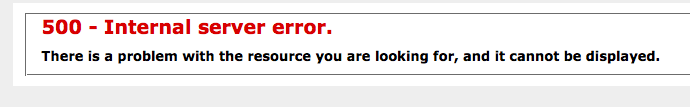 500 - Internal server error.
There is a problem with the resource you are looking for, and it cannot be displayed.